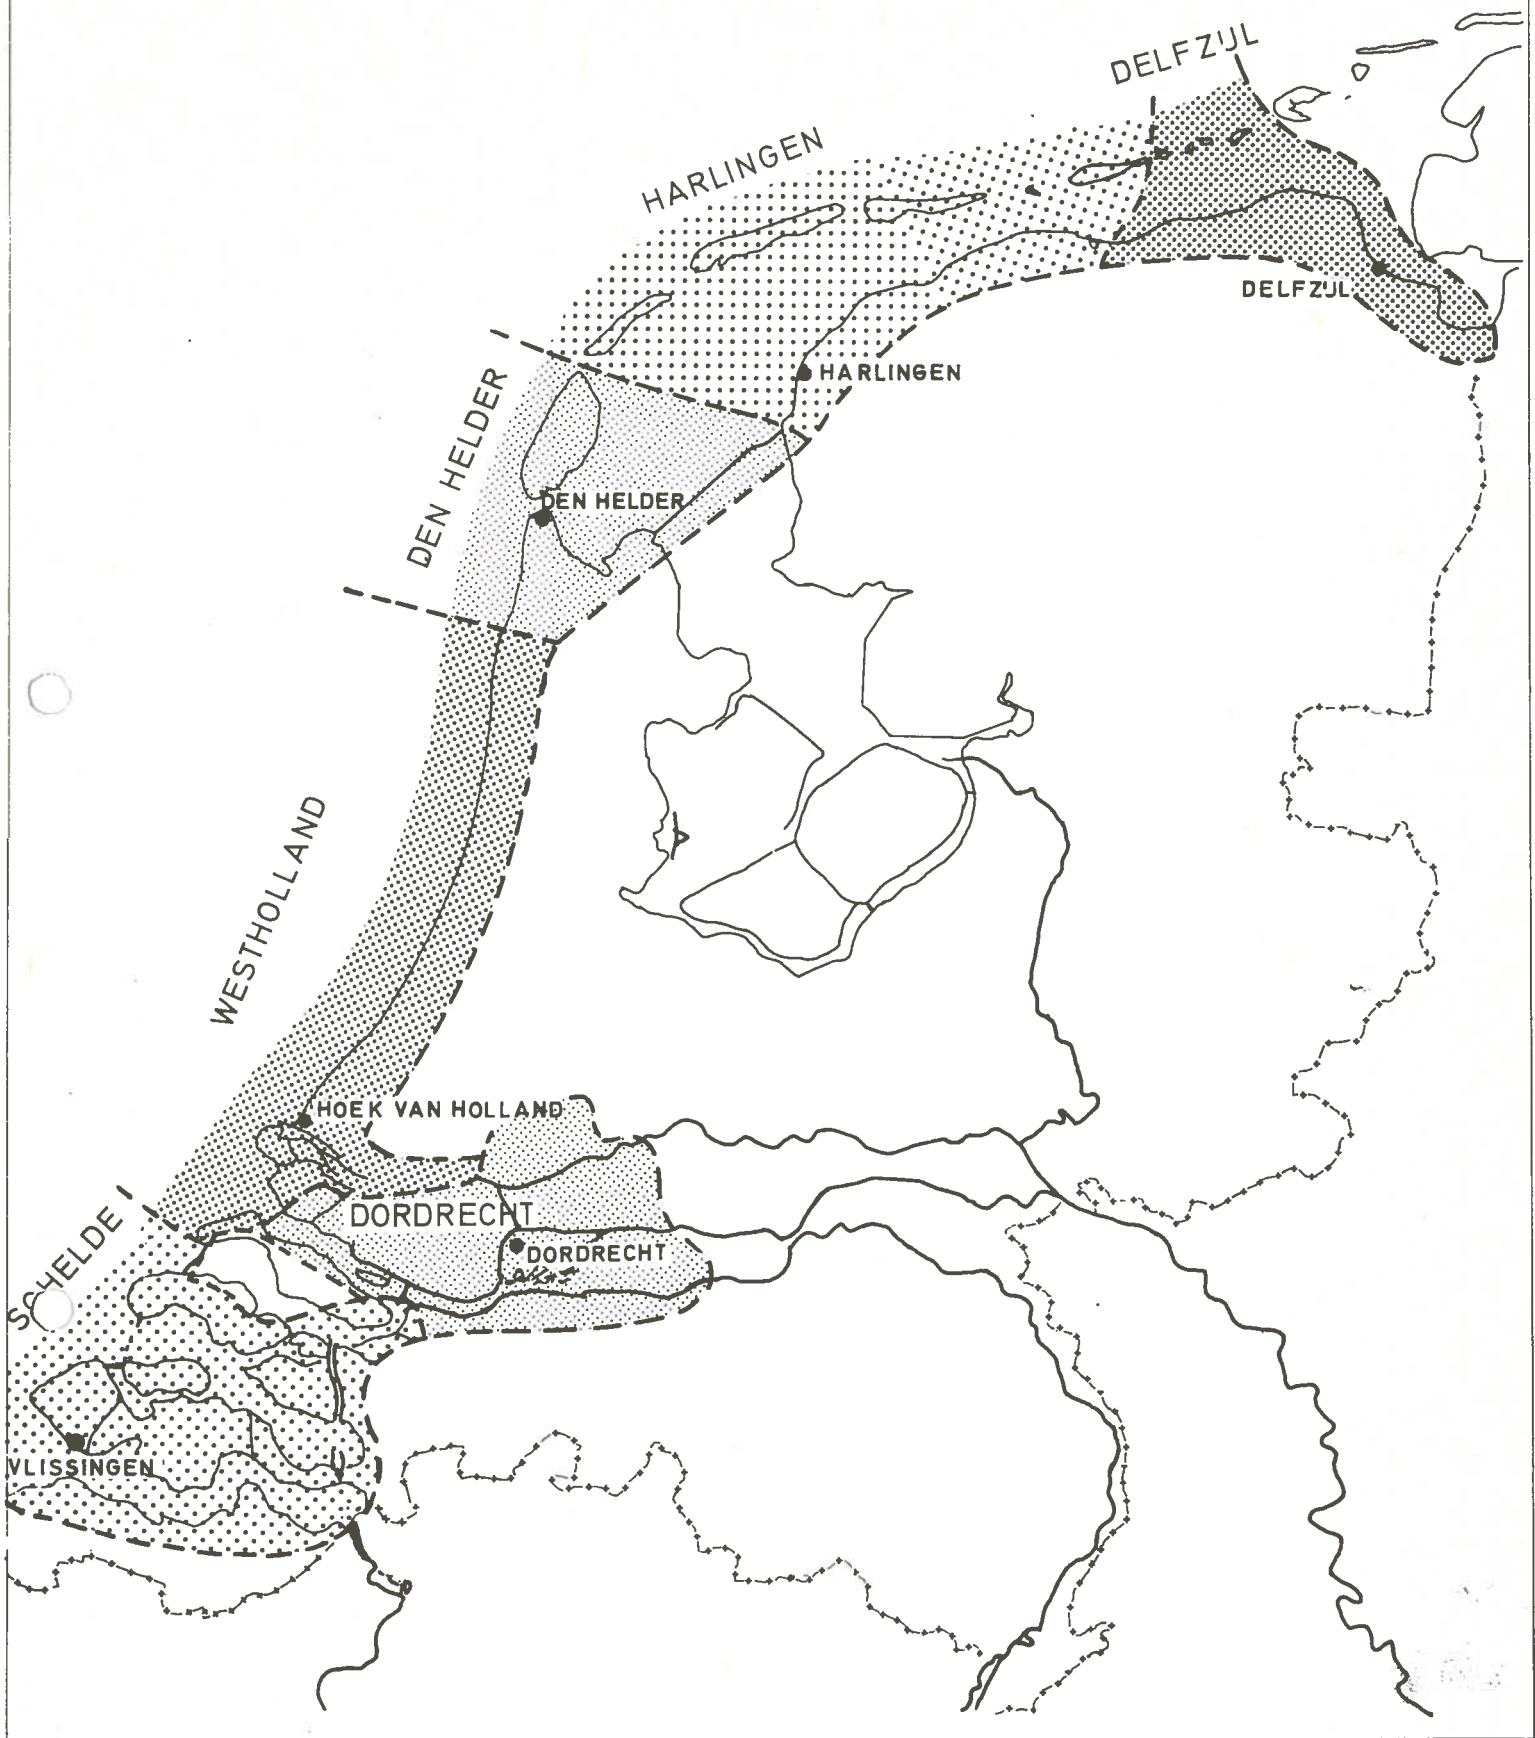 DELFZIJL
HARLINGEN
DELFZIJL
HARLINGEN
DEN HELDER
DEN HELDER
WESTHOLLAND
HOEK VAN HOLLAND
DORDRECHT
DORDRECHT
SCHELDE
VLISSINGEN